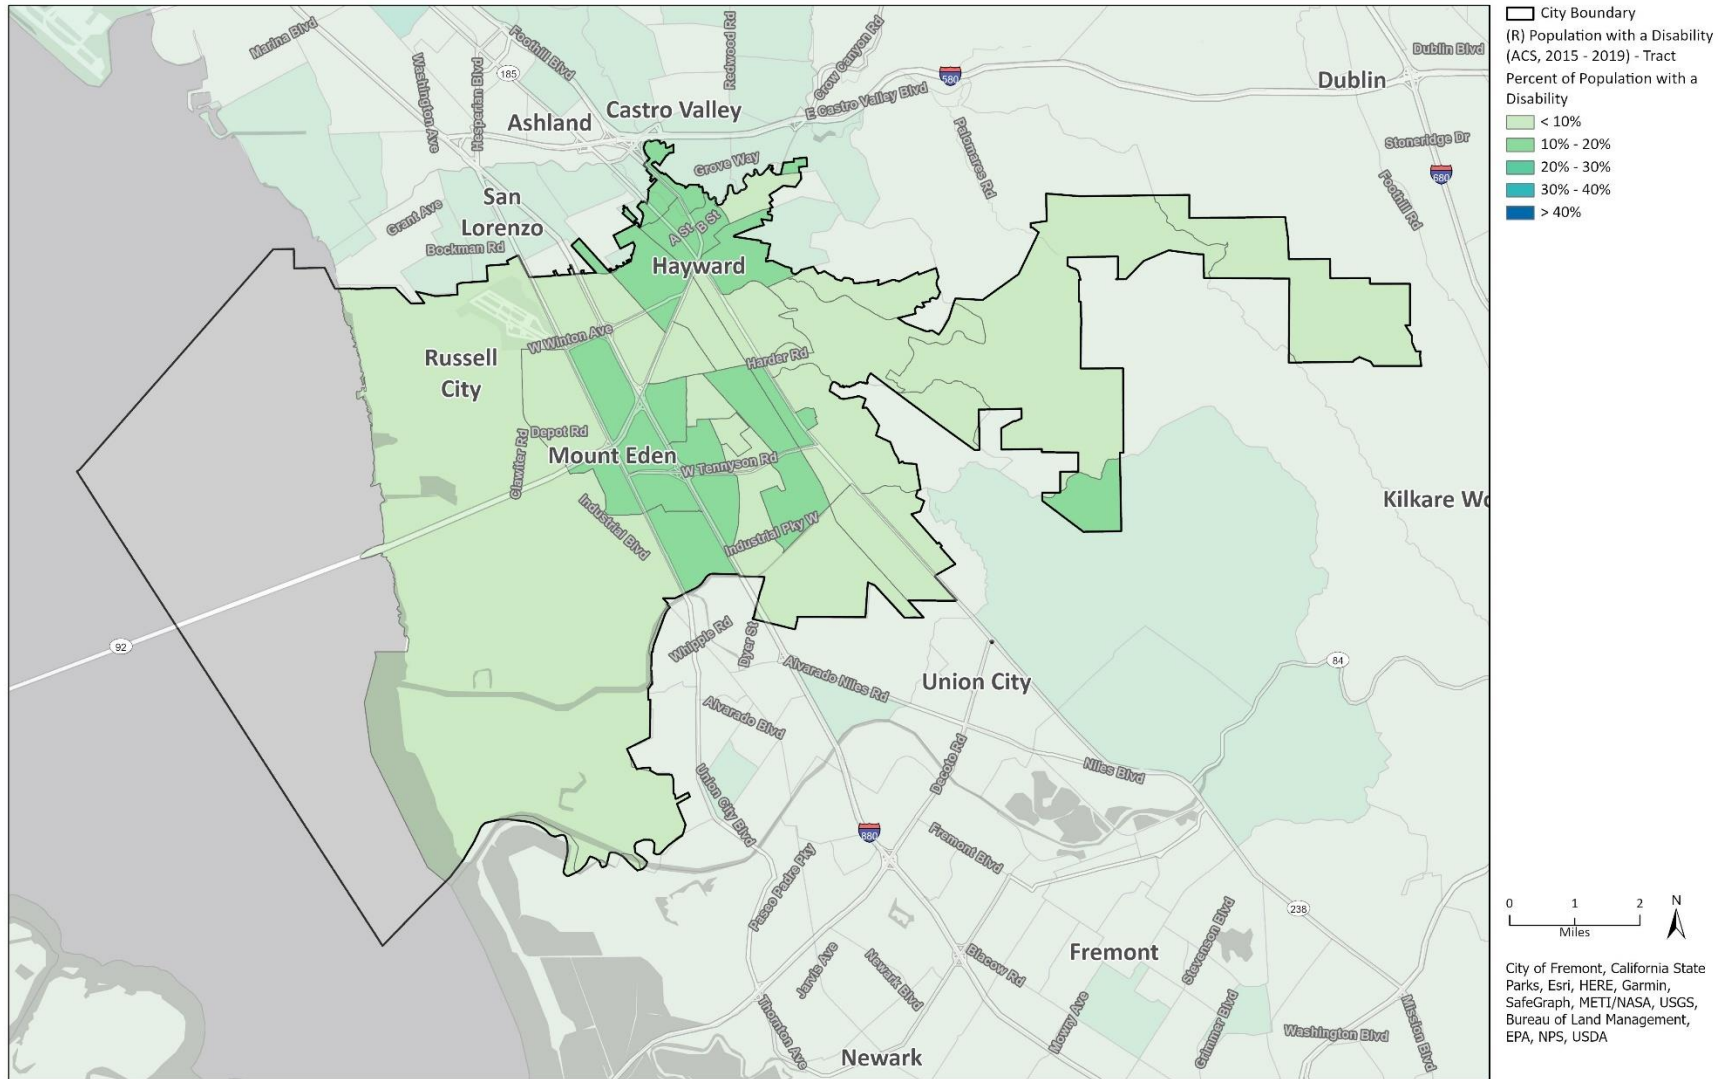 Marina Blvd
Washington Ave
Hesperian Blvd
Foothill Blvd
185
Redwood Rd
Crow Canyon Rd
580
E Castro Valley Blvd
Castro Valley
Ashland
Dublin
Dublin Blvd
Stoneridge Dr
680
Foothill Rd
Palomares Rd
Grove Way
San
Lorenzo
Grant Ave
Bockman Rd
A St
B St
Hayward
W Winton Ave
Russell
City
Harder Rd
Depot Rd
Clawiter Rd
Mount Eden
W Tennyson Rd
Industrial Blvd
Industrial Pky W
Kilkare Wo
92
Whipple Rd
Dyer St
Alvarado Niles Rd
Union City
84
Alvarado Blvd
Union City Blvd
Decoto Rd
Niles Blvd
880
Fremont Blvd
Paseo Padre Pky
238
Jarvis Ave
Newark Blvd
Blacow Rd
Fremont
Stevenson Blvd
Mowry Ave
Grimmer Blvd
Washington Blvd
Mission Blvd
Thornton Ave
Newark
City Boundary
(R) Population with a Disability
(ACS, 2015 - 2019) - Tract
Percent of Population with a
Disability
< 10%
10% - 20%
20% - 30%
30% - 40%
> 40%
0 1 2
Miles
N
City of Fremont, California State
Parks, Esri, HERE, Garmin,
SafeGraph, METI/NASA, USGS,
Bureau of Land Management,
EPA, NPS, USDA